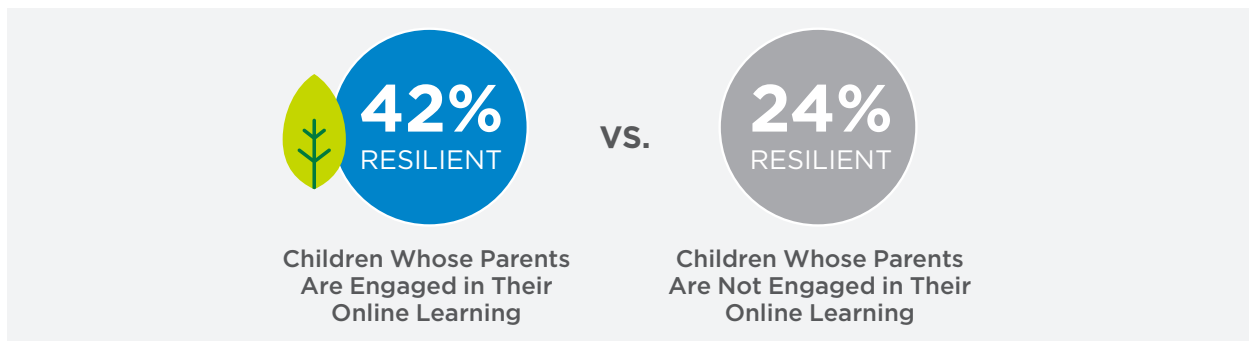 42%
RESILIENT
vs.
24%
RESILIENT
Children Whose Parents
Are Engaged in Their
Online Learning
Children Whose Parents
Are Not Engaged in Their
Online Learning